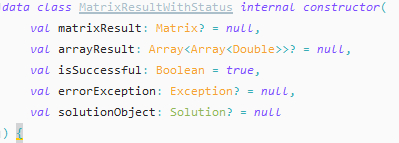 data class MatrixResultWithStatus internal constructor(
val matrixResult: Matrix? = null,
val arrayResult: Array<Array<Double>>? = null,
val isSuccessful: Boolean = true,
val errorException: Exception? = null,
val solutionObject: Solution? = null
) {